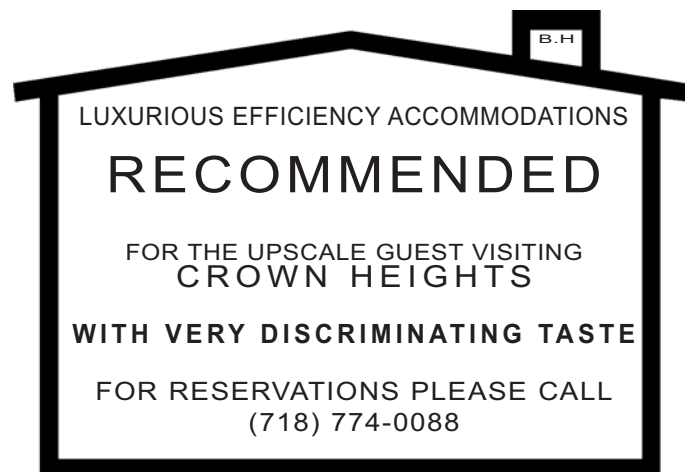 B.H
LUXURIOUS EFFICIENCY ACCOMMODATIONS
RECOMMENDED
FOR THE UPSCALE GUEST VISITING
CROWN HEIGHTS
WITH VERY DISCRIMINATING TASTE
FOR RESERVATIONS PLEASE CALL
(718) 774-0088